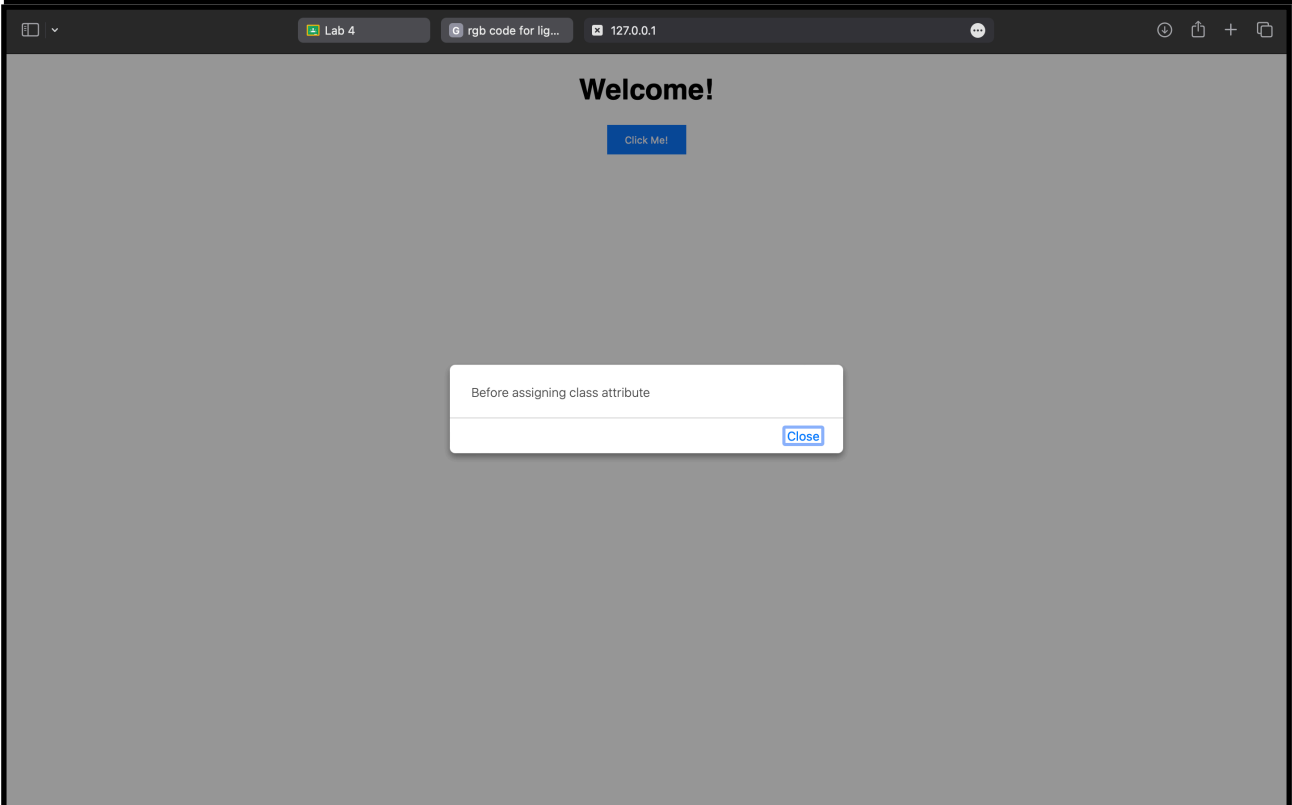 Lab 4
G rgb code for lig...
127.0.0.1
Welcome!
Click Me!
Before assigning class attribute
Close